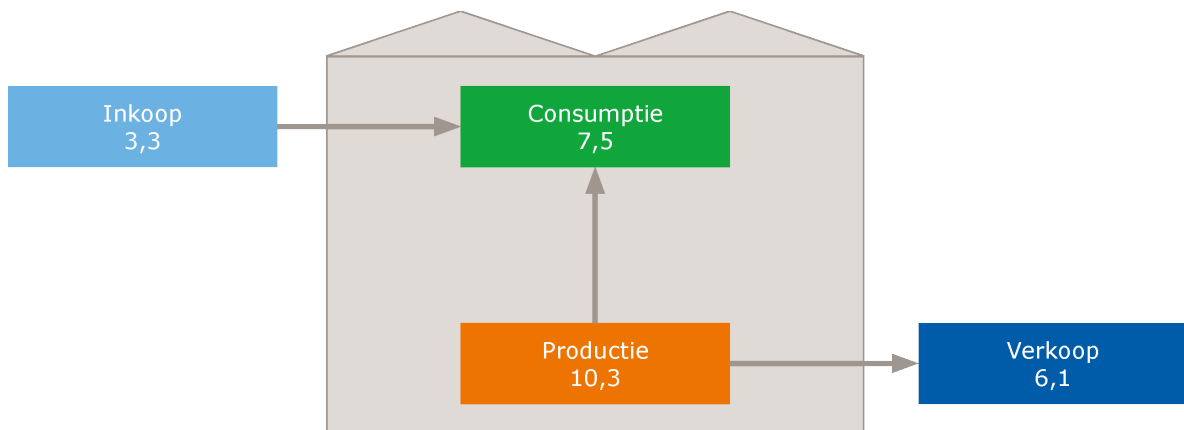 Inkoop
3,3
Consumptie
7,5
Productie
10,3
Verkoop
6,1